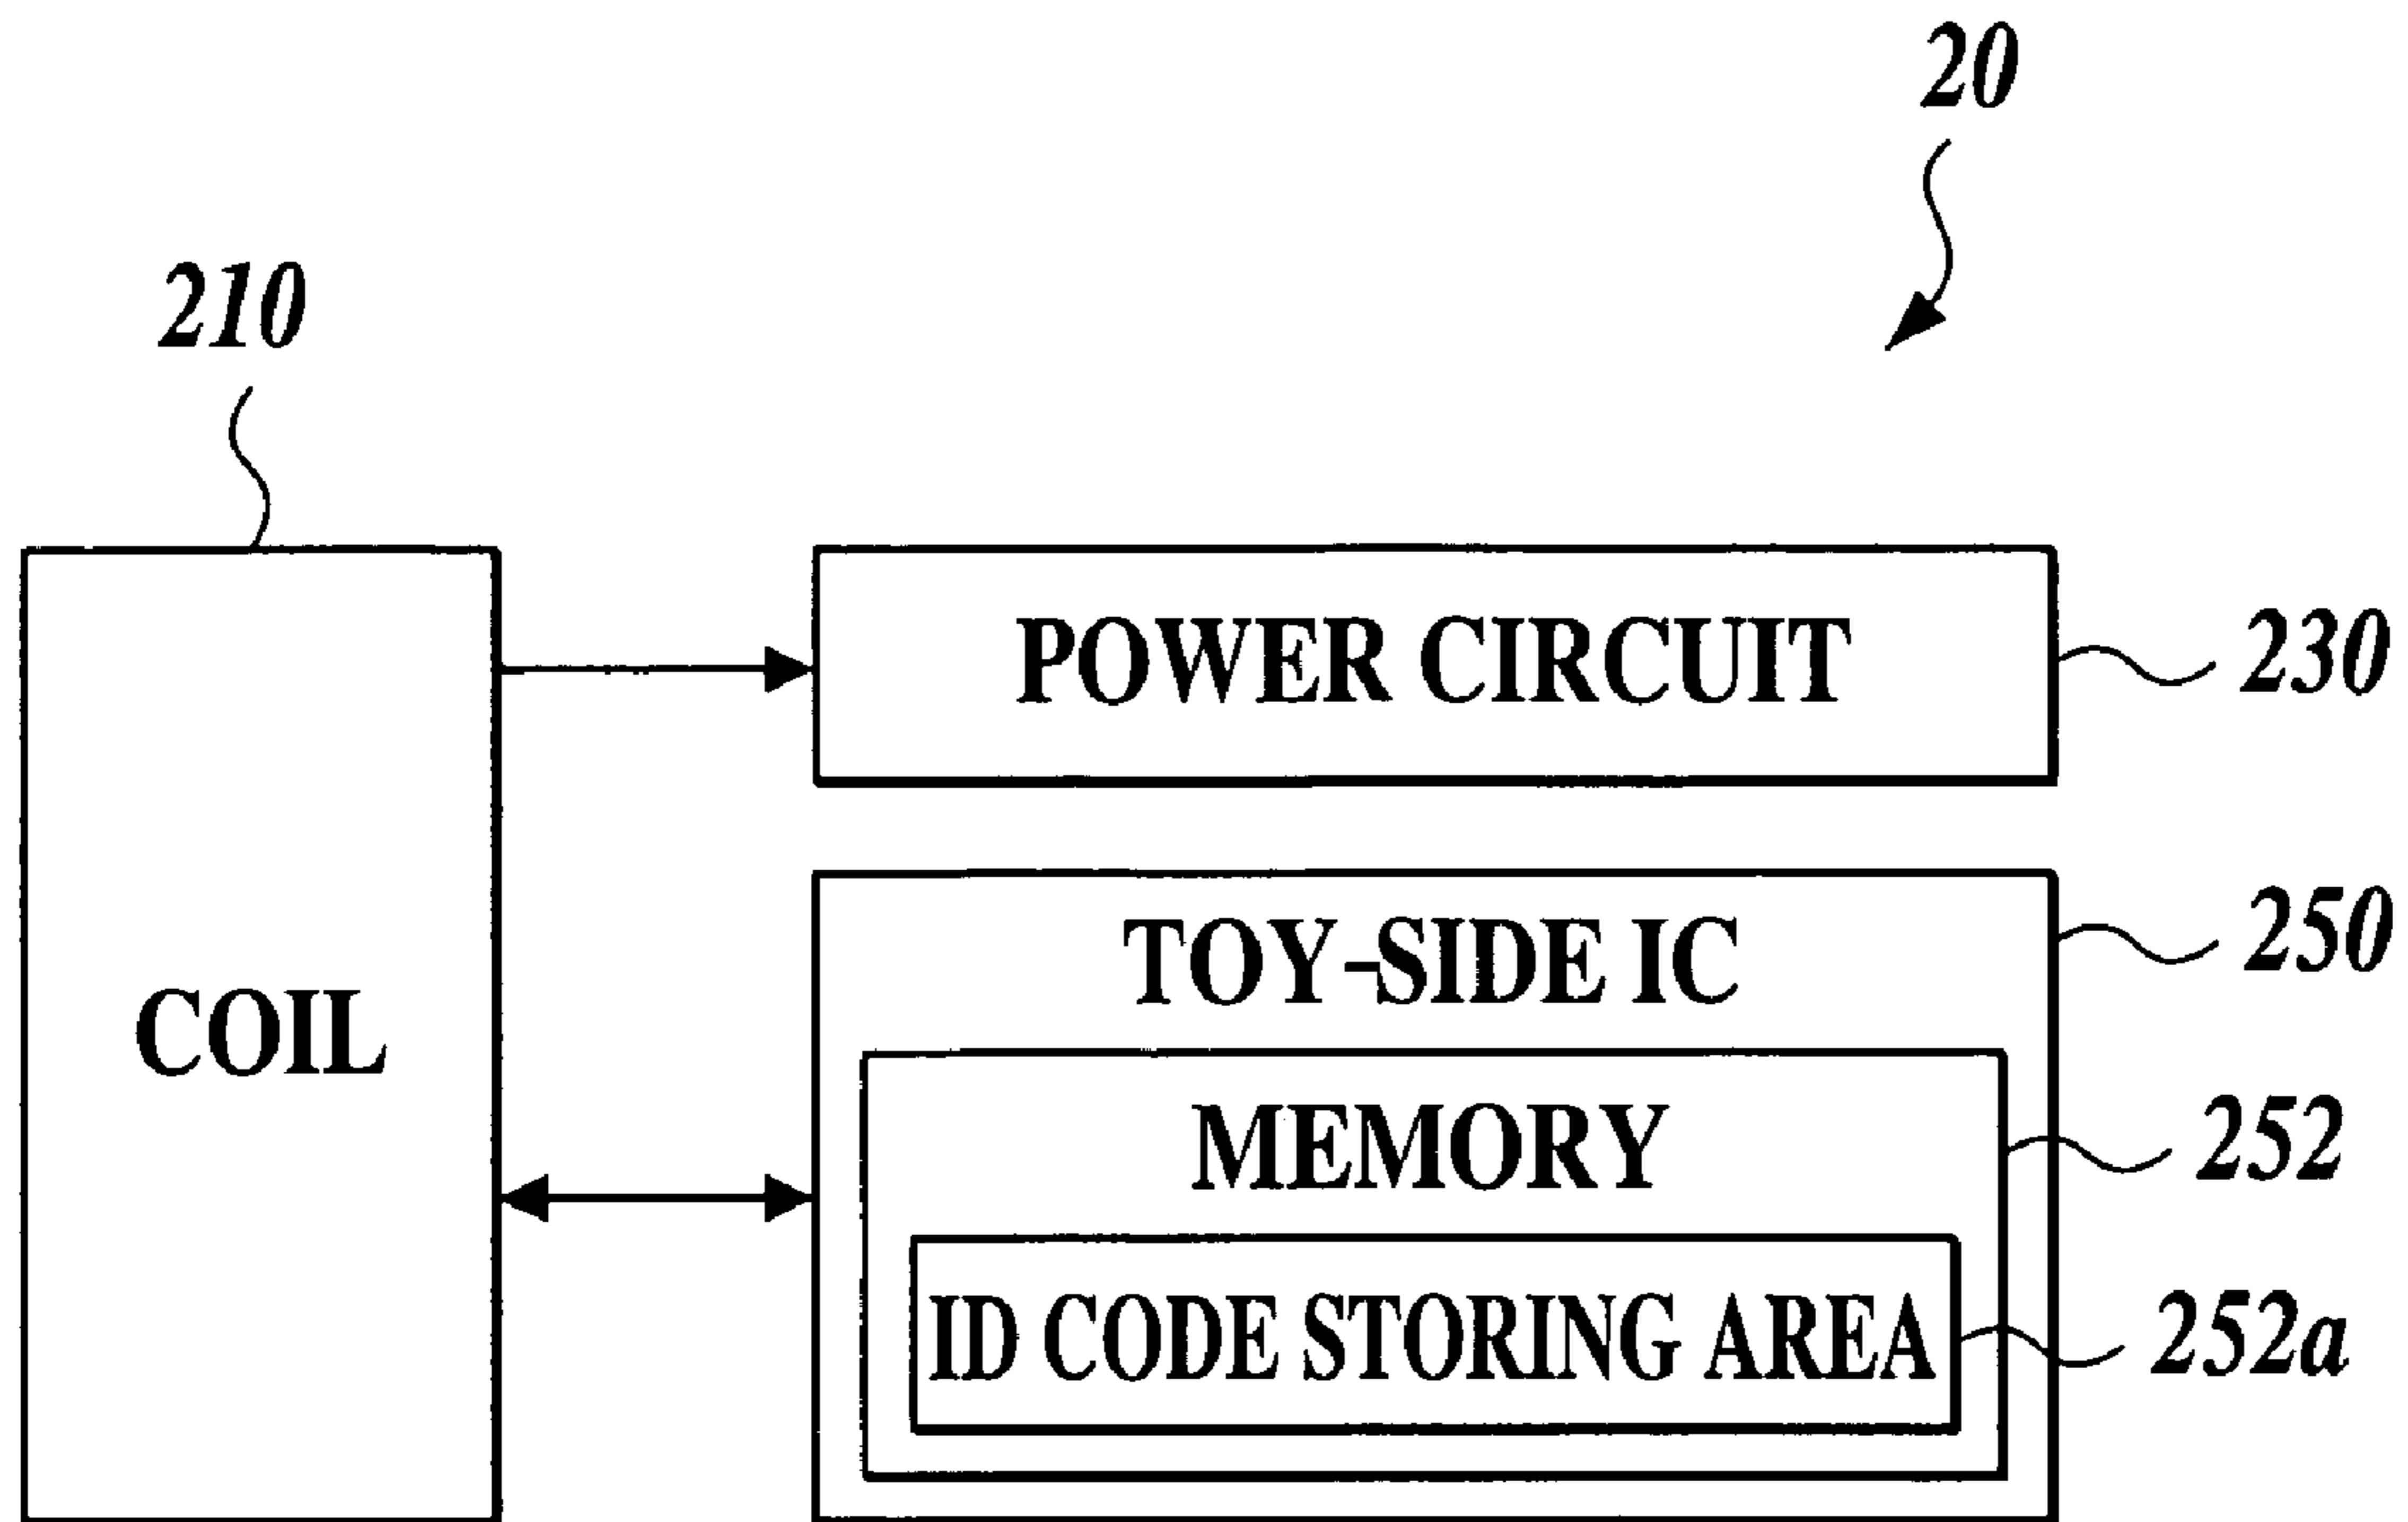 20
210
POWER CIRCUIT
230
TOY-SIDE IC
250
COIL
MEMORY
252
ID CODE STORING AREA
252a